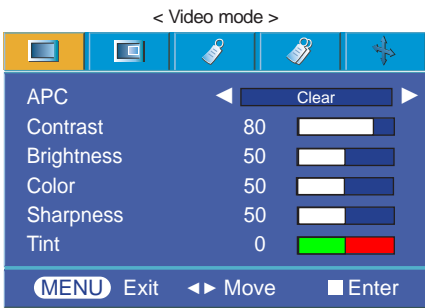 < Video mode >
APC Clear
Contrast 80
Brightness 50
Color 50
Sharpness 50
Tint 0
MENU Exit ◄► Move Enter